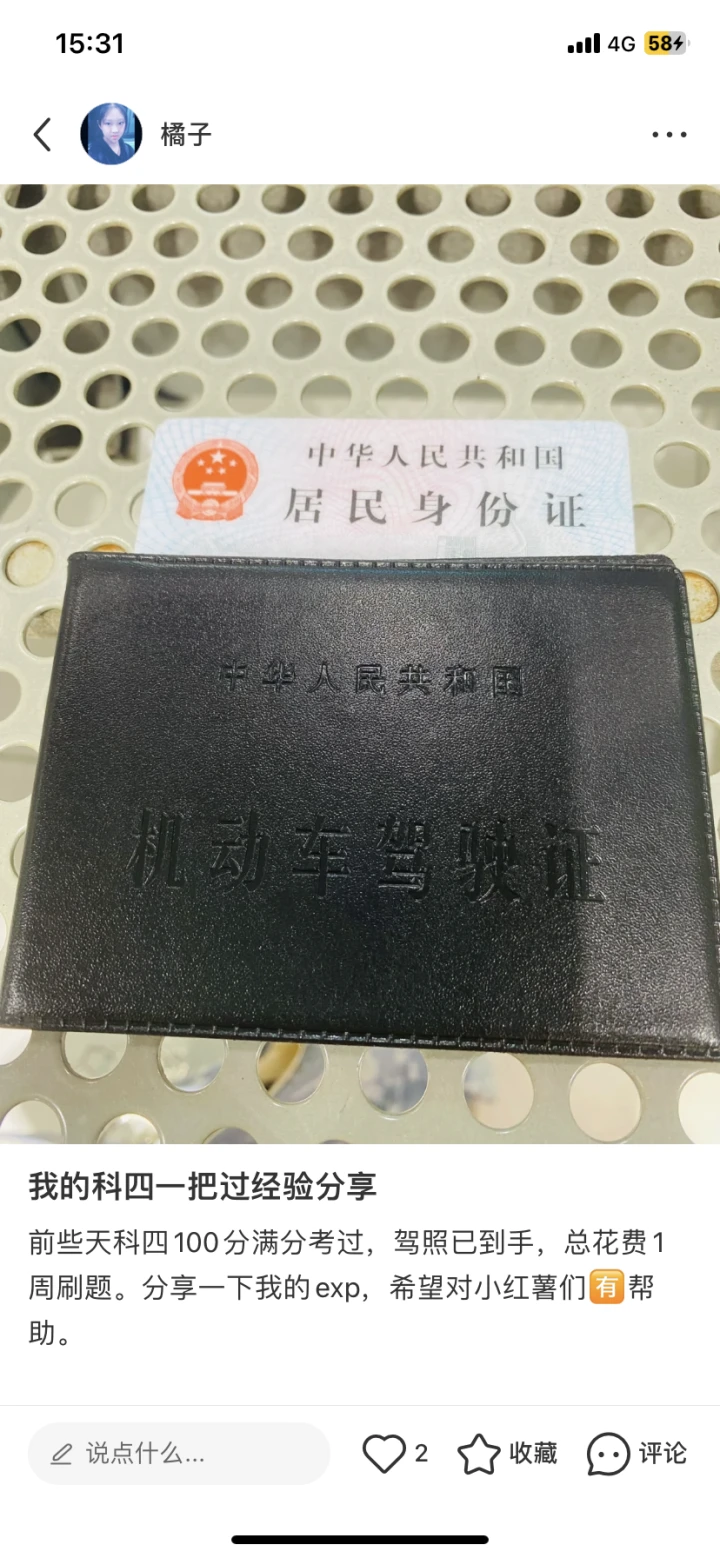 15:31
4G 58
橘子
中华人民共和国
居民身份证
中华人民共和国
机动车驾驶证
我的科四一把过经验分享
前些天科四100分满分考过，驾照已到手，总花费1
周刷题。分享一下我的exp，希望对小红薯们🈶帮
助。
说点什么...
2
收藏
评论